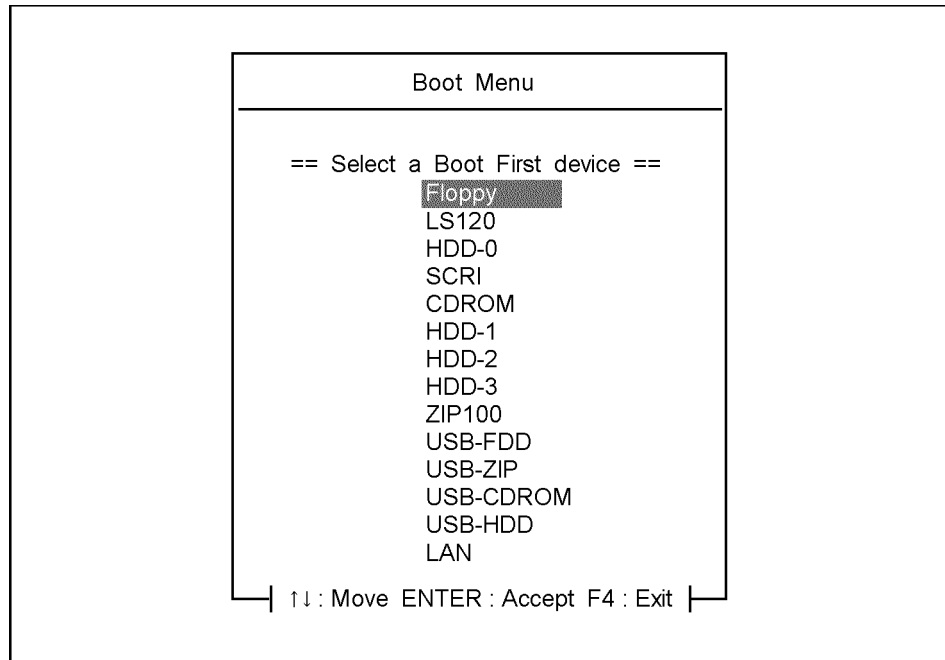 Boot Menu
== Select a Boot First device ==
Floppy
LS120
HDD-0
SCRI
CDROM
HDD-1
HDD-2
HDD-3
ZIP100
USB-FDD
USB-ZIP
USB-CDROM
USB-HDD
LAN
↑↓ : Move ENTER : Accept F4 : Exit